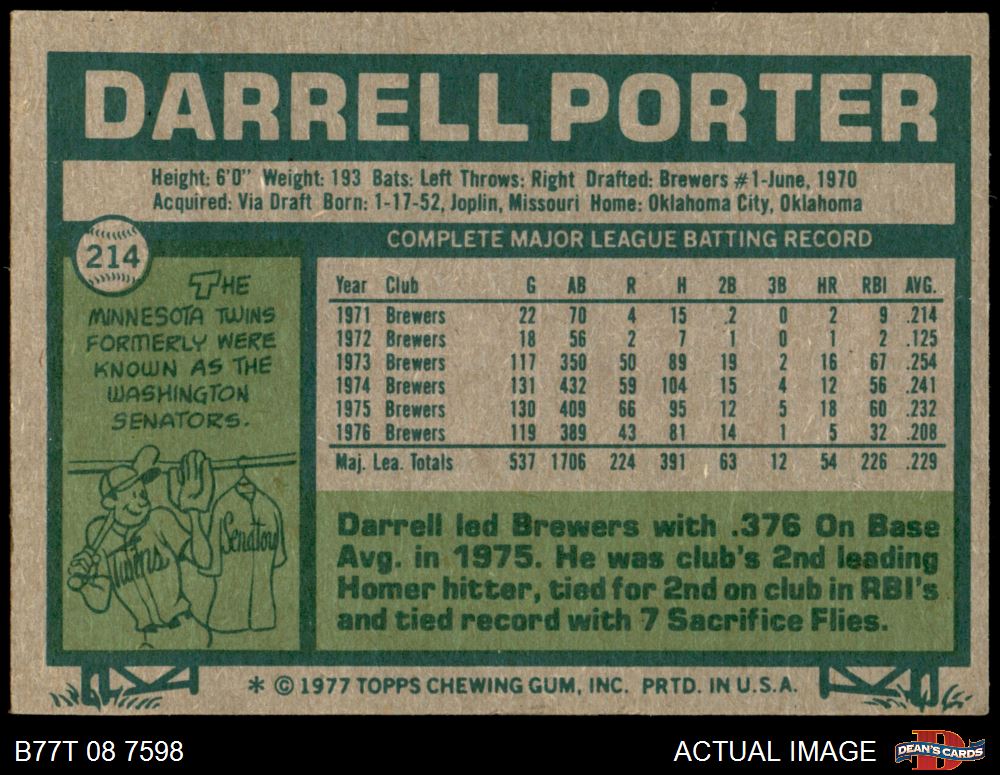 DARRELL PORTER
Height: 6'0" Weight: 193 Bats: Left Throws: Right Drafted: Brewers #1-June, 1970
Acquired: Via Draft Born: 1-17-52, Joplin, Missouri Home: Oklahoma City, Oklahoma
214
THE
MINNESOTA TWINS
FORMERLY WERE
KNOWN AS THE
WASHINGTON
SENATORS.
Twins
Senators
COMPLETE MAJOR LEAGUE BATTING RECORD
Year Club G AB R H 2B 3B HR RBI AVG.
1971 Brewers 22 70 4 15 2 0 2 9 .214
1972 Brewers 18 56 2 7 1 0 1 2 .125
1973 Brewers 117 350 50 89 19 2 16 67 .254
1974 Brewers 131 432 59 104 15 4 12 56 .241
1975 Brewers 130 409 66 95 12 5 18 60 .232
1976 Brewers 119 389 43 81 14 1 5 32 .208
Maj. Lea. Totals 537 1706 224 391 63 12 54 226 .229
Darrell led Brewers with .376 On Base
Avg. in 1975. He was club's 2nd leading
Homer hitter, tied for 2nd on club in RBI's
and tied record with 7 Sacrifice Flies.
* © 1977 TOPPS CHEWING GUM, INC. PRTD. IN U.S.A.
B77T 08 7598
ACTUAL IMAGE
D
DEAN'S CARDS